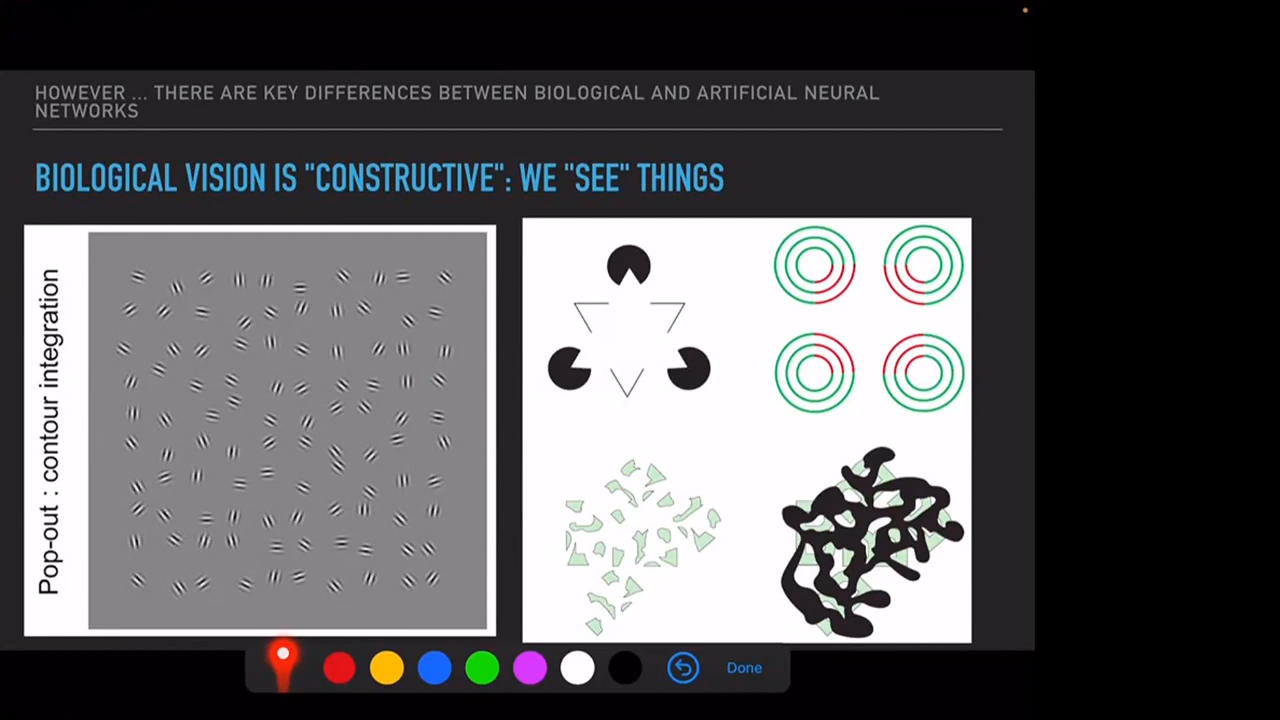 HOWEVER ... THERE ARE KEY DIFFERENCES BETWEEN BIOLOGICAL AND ARTIFICIAL NEURAL
NETWORKS
BIOLOGICAL VISION IS "CONSTRUCTIVE": WE "SEE" THINGS
Pop-out : contour integration
Done